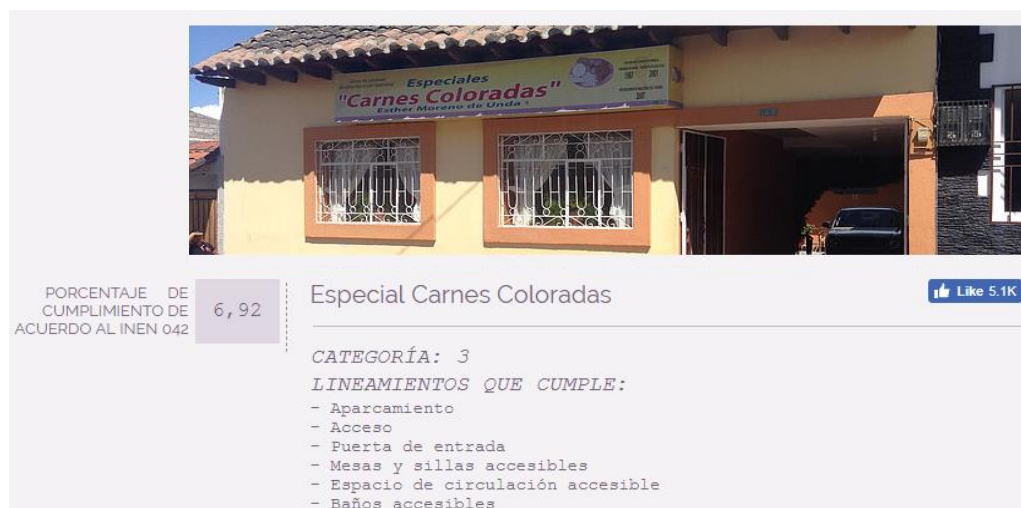 Especiales
"Carnes Coloradas"
Esther Moreno de Unda
PORCENTAJE DE
CUMPLIMIENTO DE
ACUERDO AL INEN 042
6,92
Especial Carnes Coloradas
Like 5.1K
CATEGORÍA: 3
LINEAMIENTOS QUE CUMPLE:
- Aparcamiento
- Acceso
- Puerta de entrada
- Mesas y sillas accesibles
- Espacio de circulación accesible
- Baños accesibles